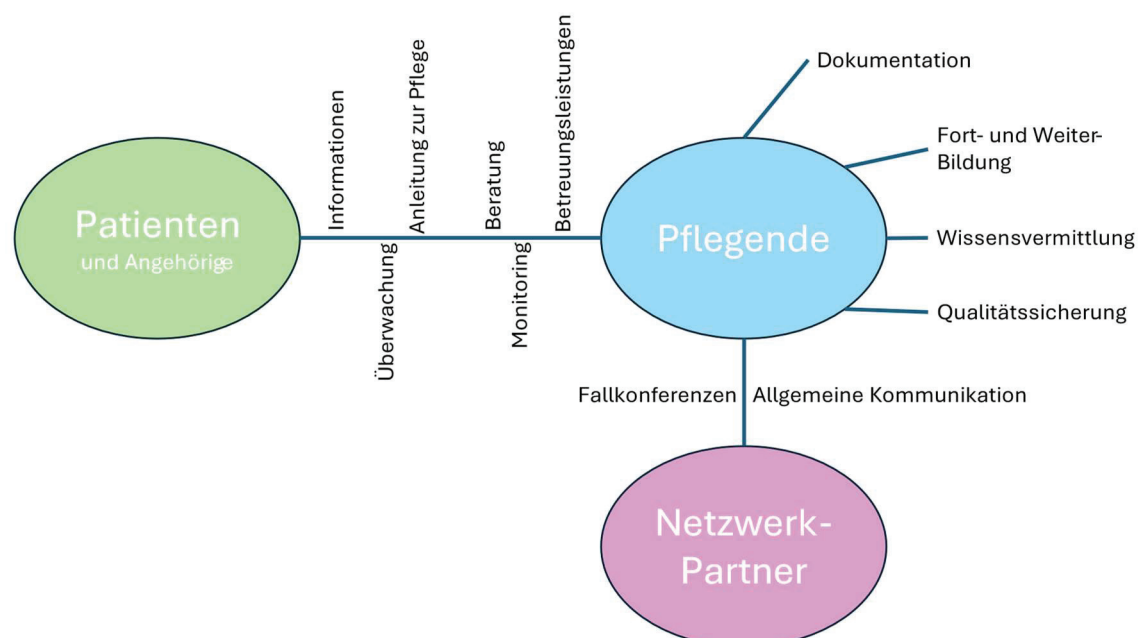 Patienten
und Angehörige
Informationen
Überwachung
Anleitung zur Pflege
Beratung
Monitoring
Betreuungsleistungen
Pflegende
Dokumentation
Fort- und Weiter-
Bildung
Wissensvermittlung
Qualitätssicherung
Fallkonferenzen
Allgemeine Kommunikation
Netzwerk-
Partner